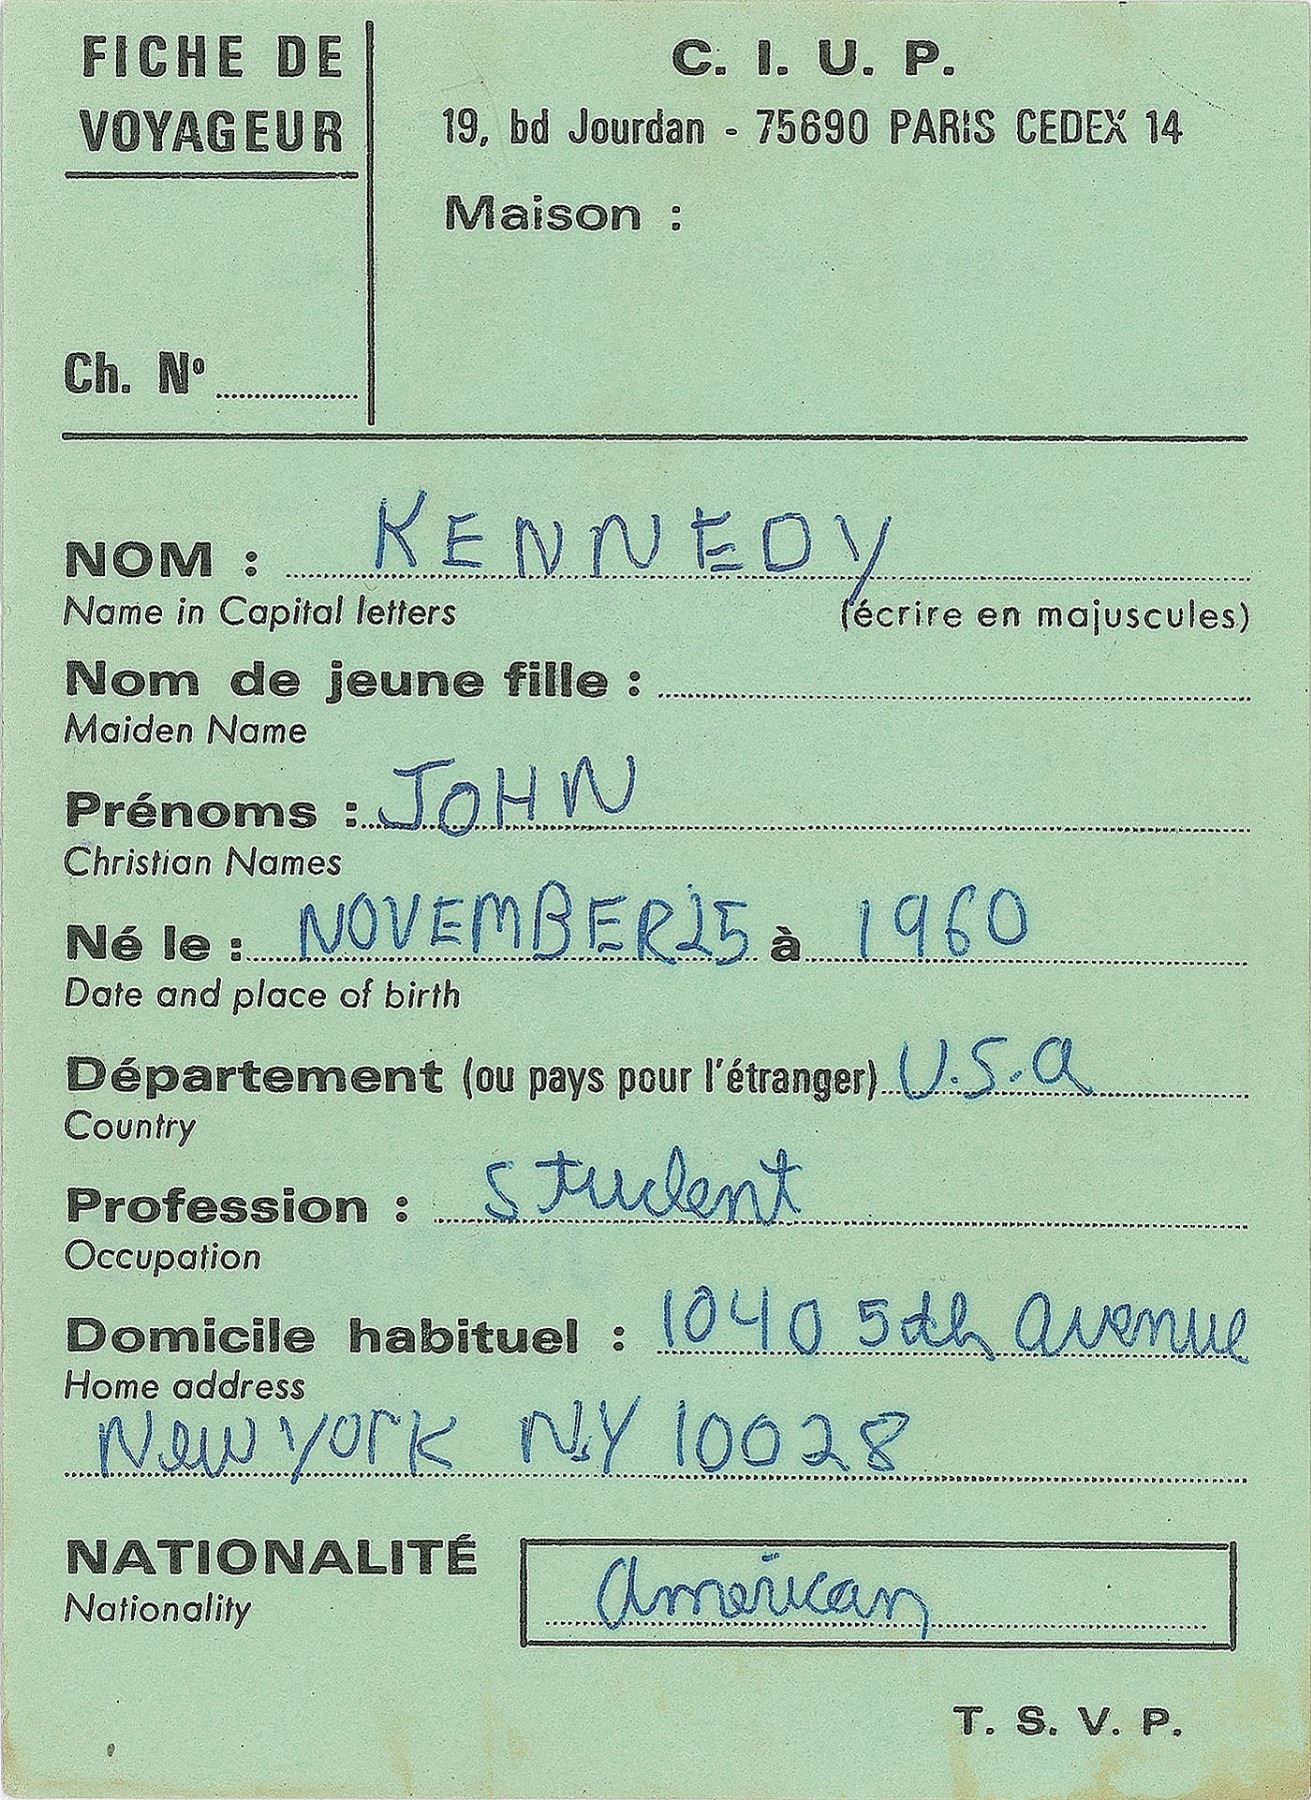 FICHE DE
VOYAGEUR
C. I. U. P.
19, bd Jourdan - 75690 PARIS CEDEX 14
Maison :
Ch. Nº
NOM : KENNEDY
Name in Capital letters (écrire en majuscules)
Nom de jeune fille :
Maiden Name
Prénoms : JOHN
Christian Names
Né le : NOVEMBER 25 à 1960
Date and place of birth
Département (ou pays pour l'étranger) U.S.A
Country
Profession : Student
Occupation
Domicile habituel : 1040 5th Avenue
Home address
New York N.Y 10028
NATIONALITÉ American
Nationality
T. S. V. P.